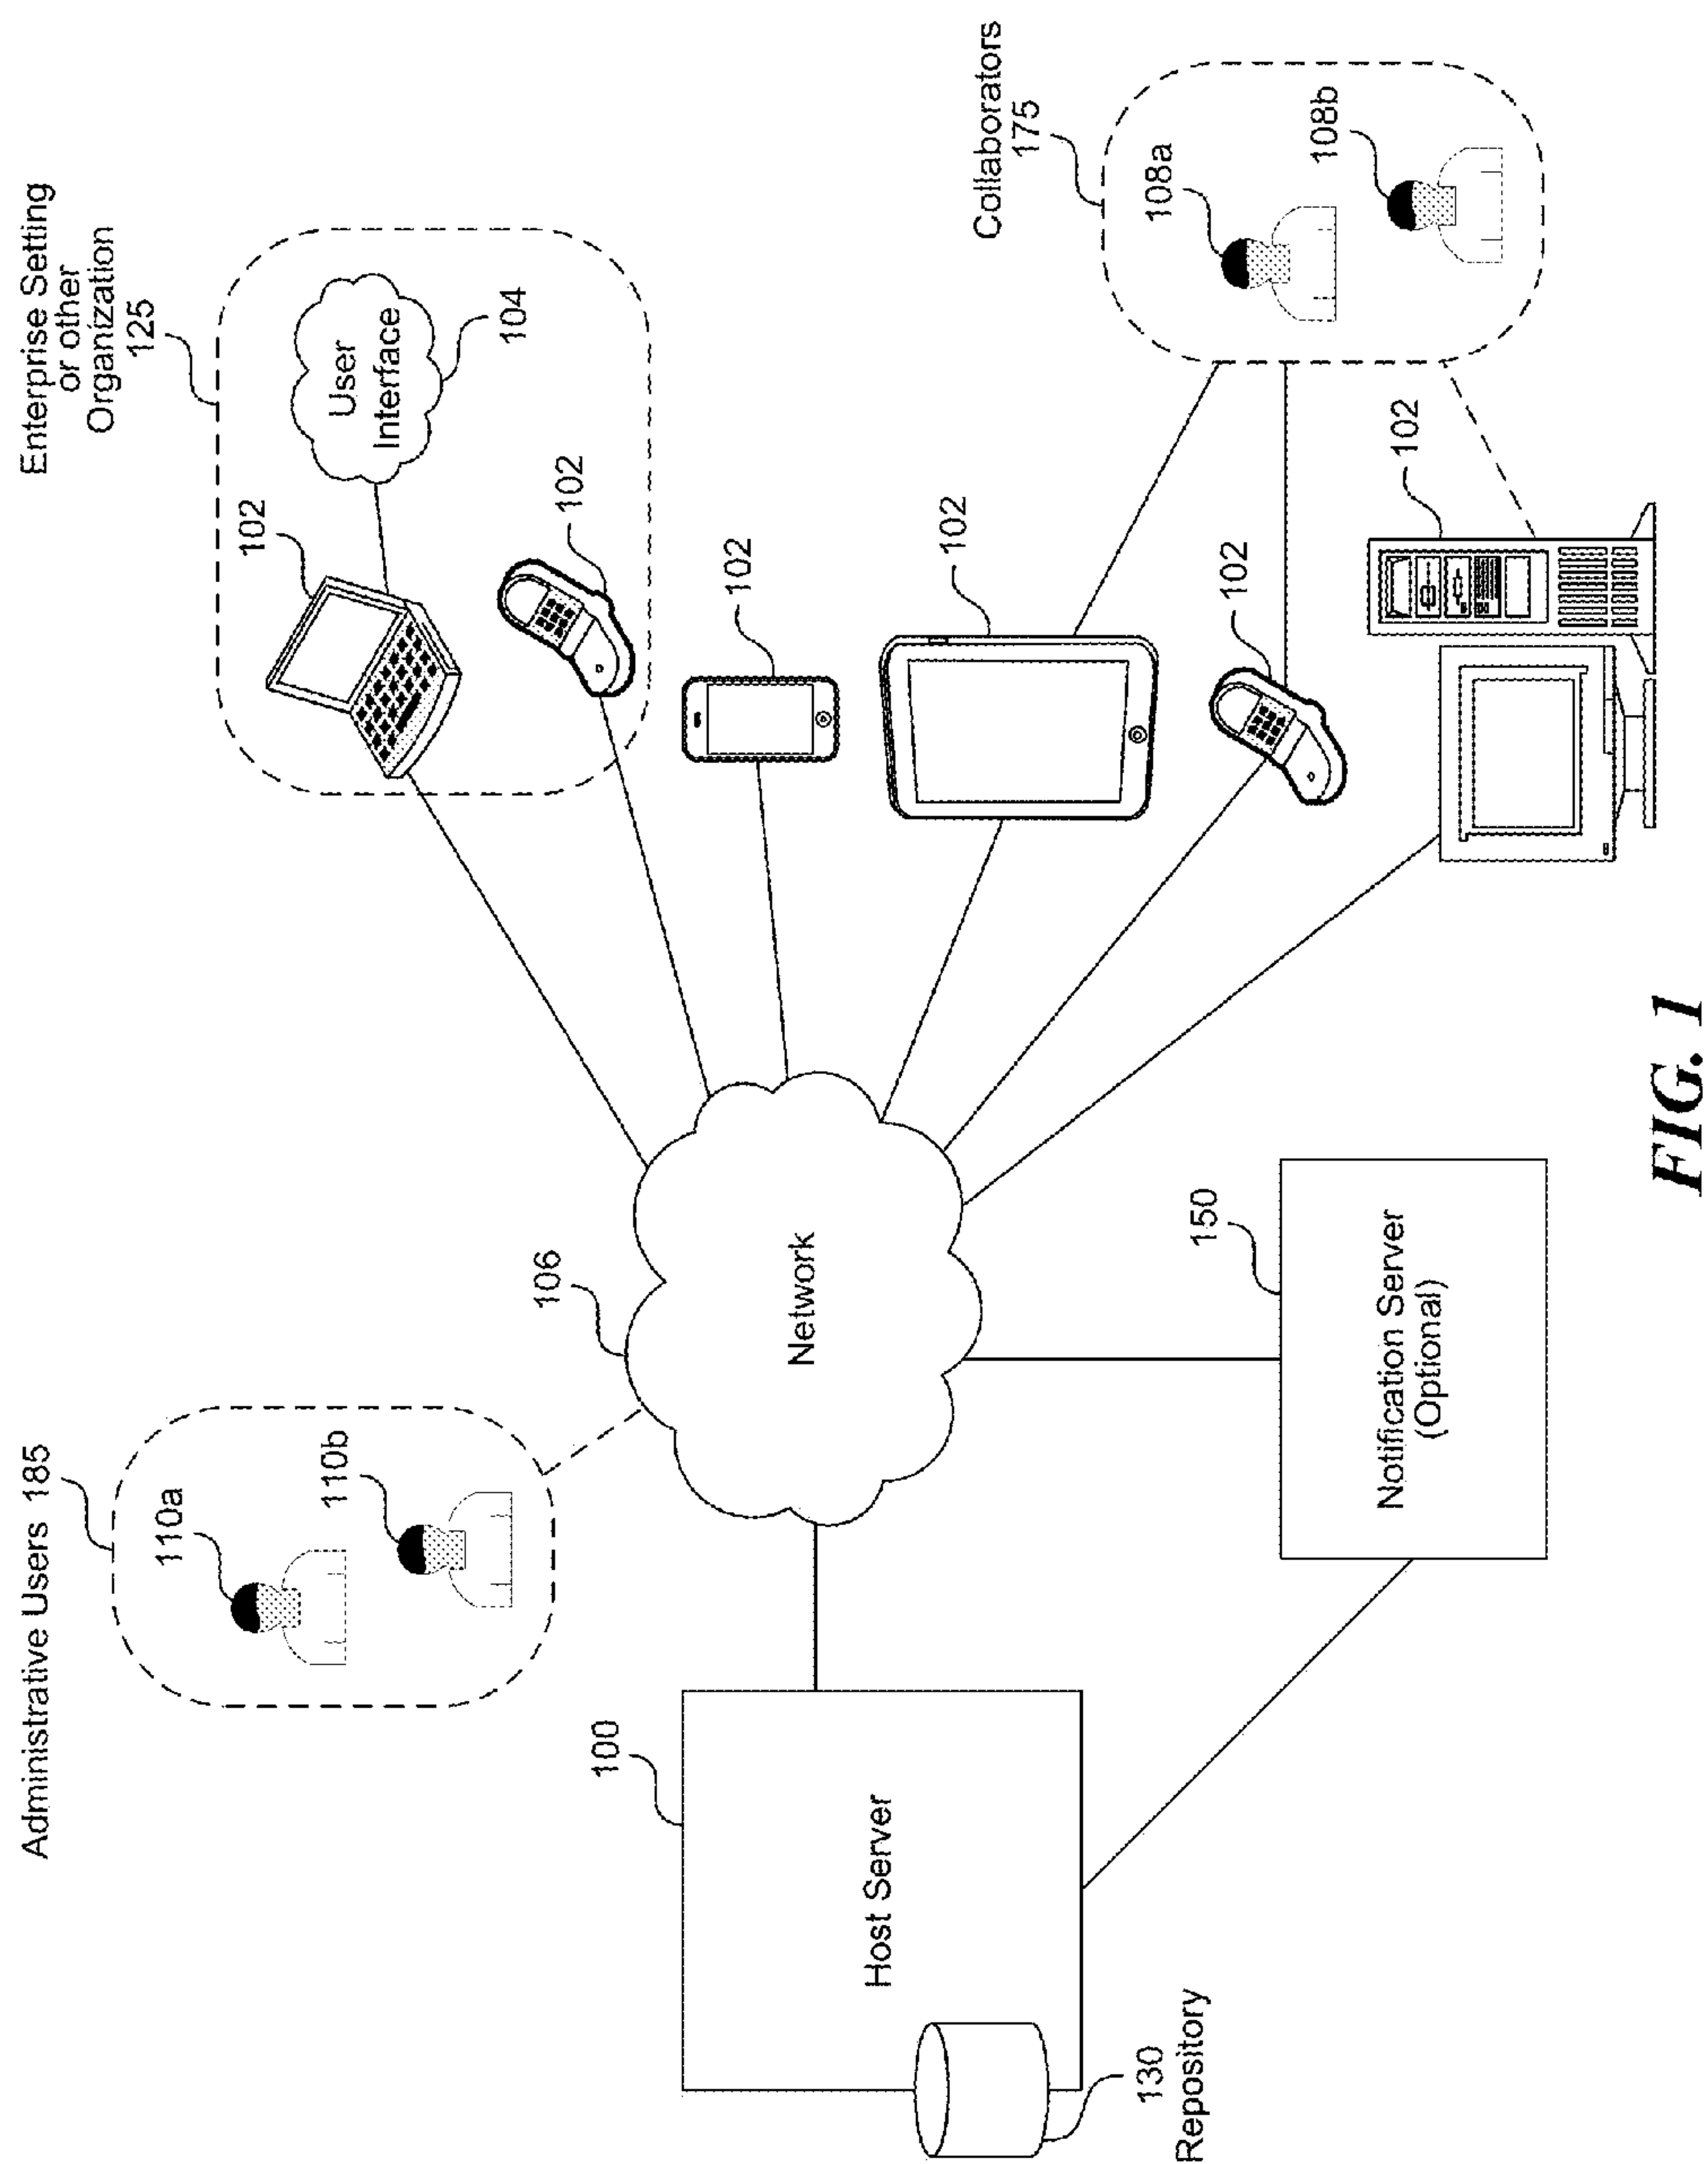 Administrative Users 185
110a
110b
Enterprise Setting
or other
Organization
125
102
User
Interface
104
102
106
Network
102
102
102
102
Collaborators
175
108a
108b
100
Host Server
130
Repository
150
Notification Server
(Optional)
FIG. 1